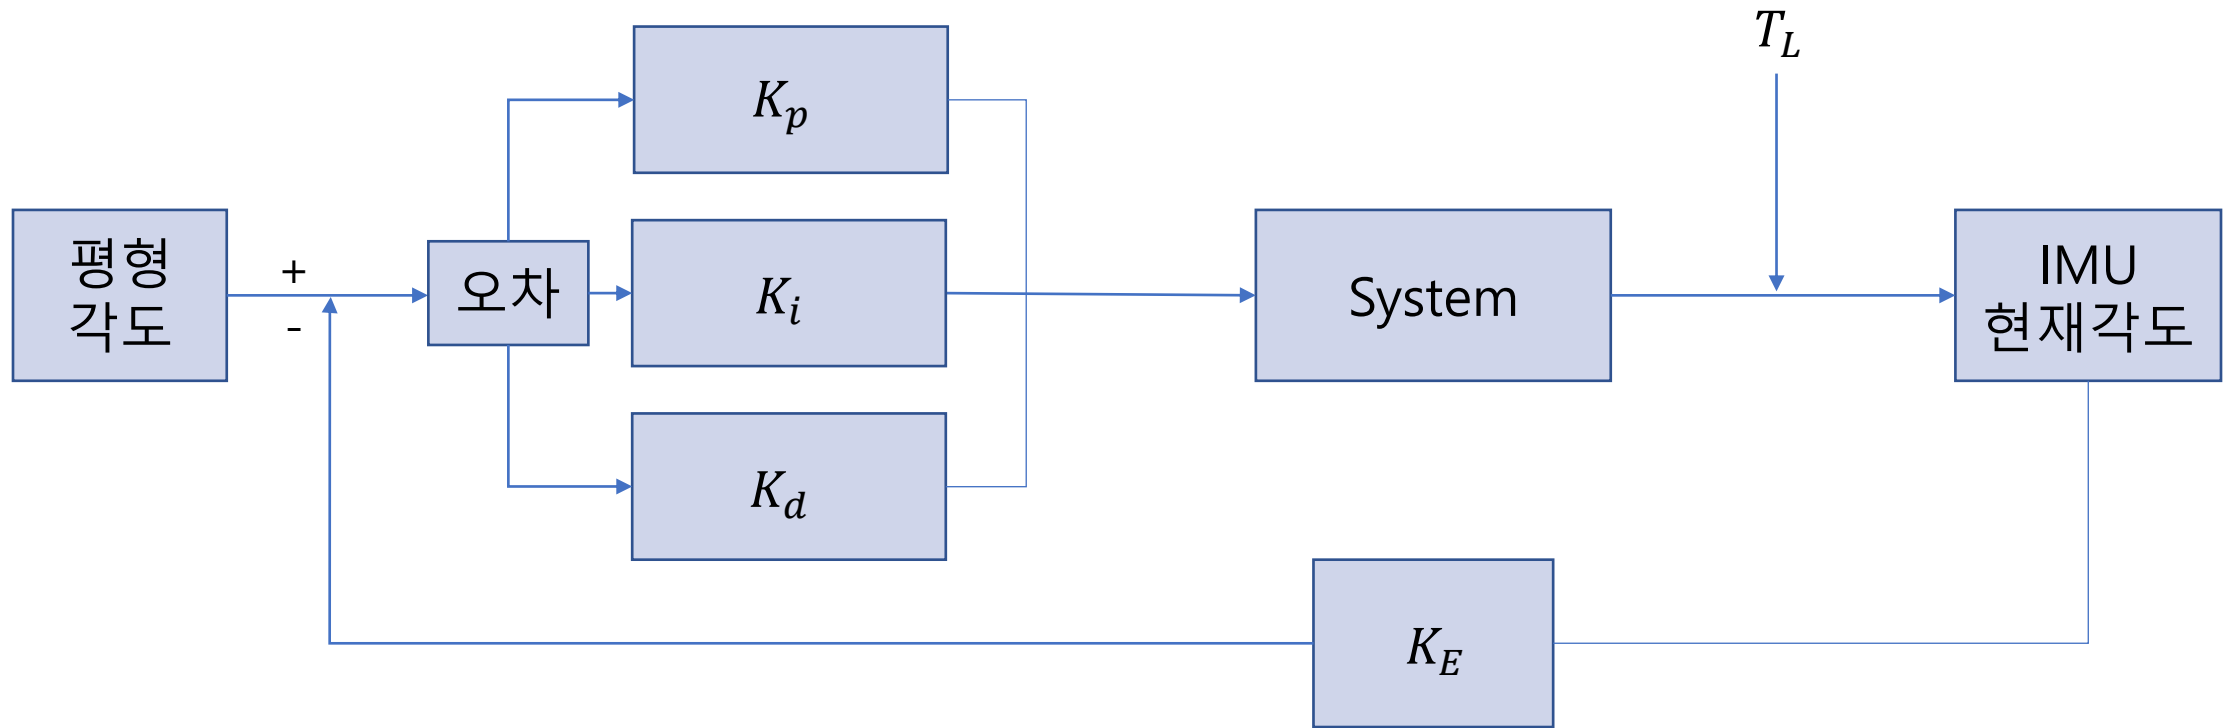 T_L
K_p
평형
각도
+
-
오차
K_i
System
IMU
현재각도
K_d
K_E